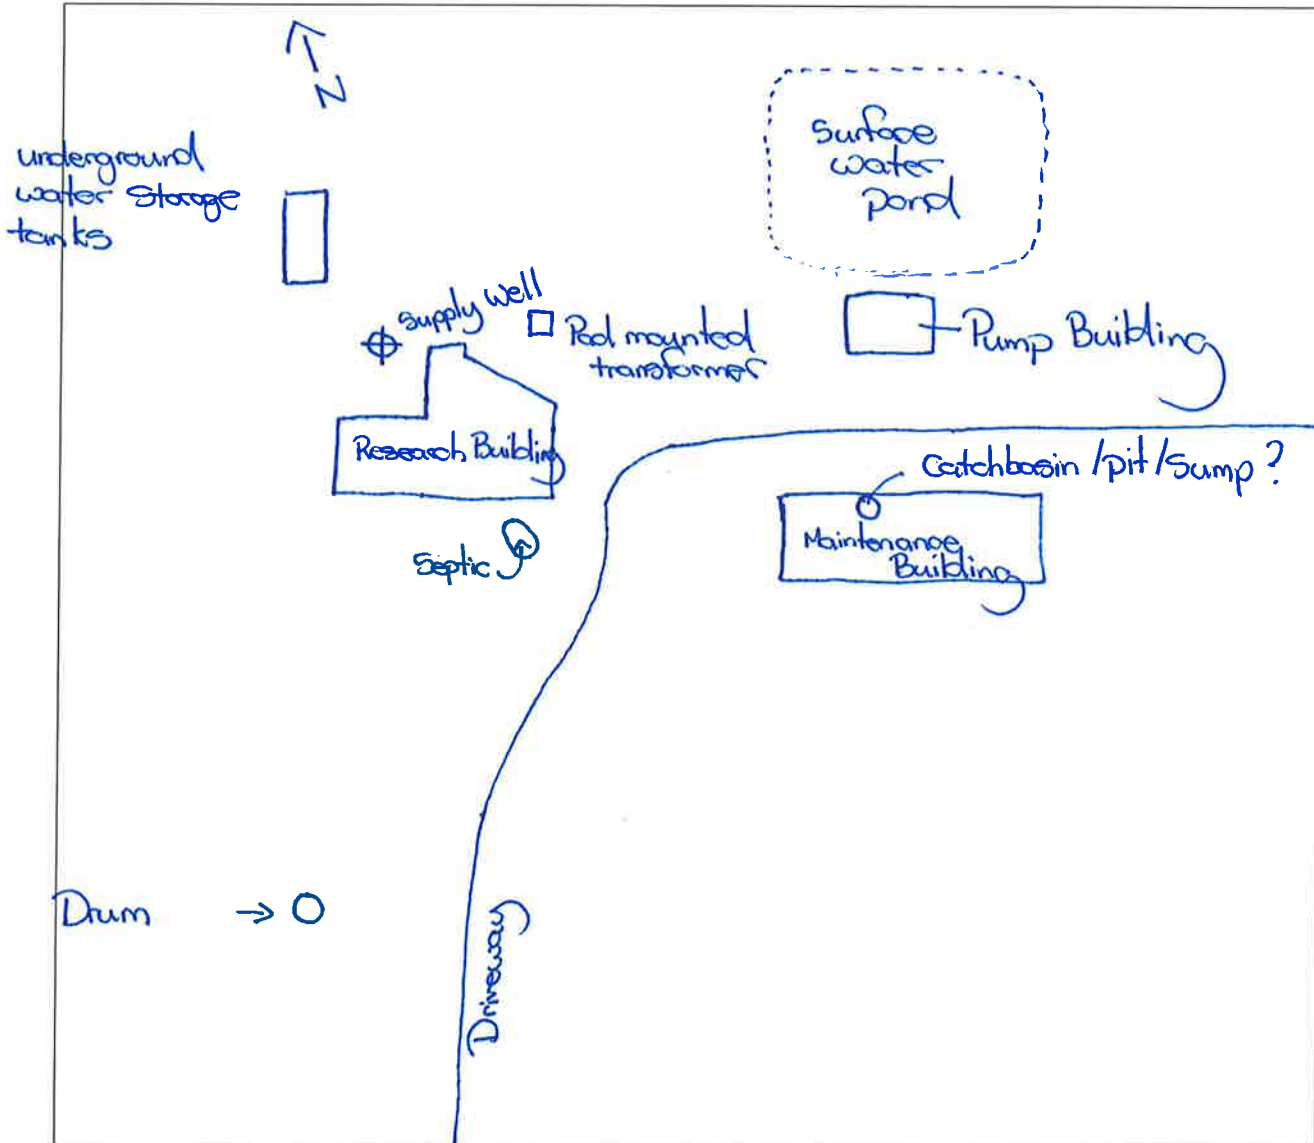 N
underground
water storage
tanks
Surface
water
pond
Supply Well
Pad mounted
transformer
Pump Building
Research Building
Catchbasin/pit/Sump?
Maintenance
Building
Septic
Drum
Driveway